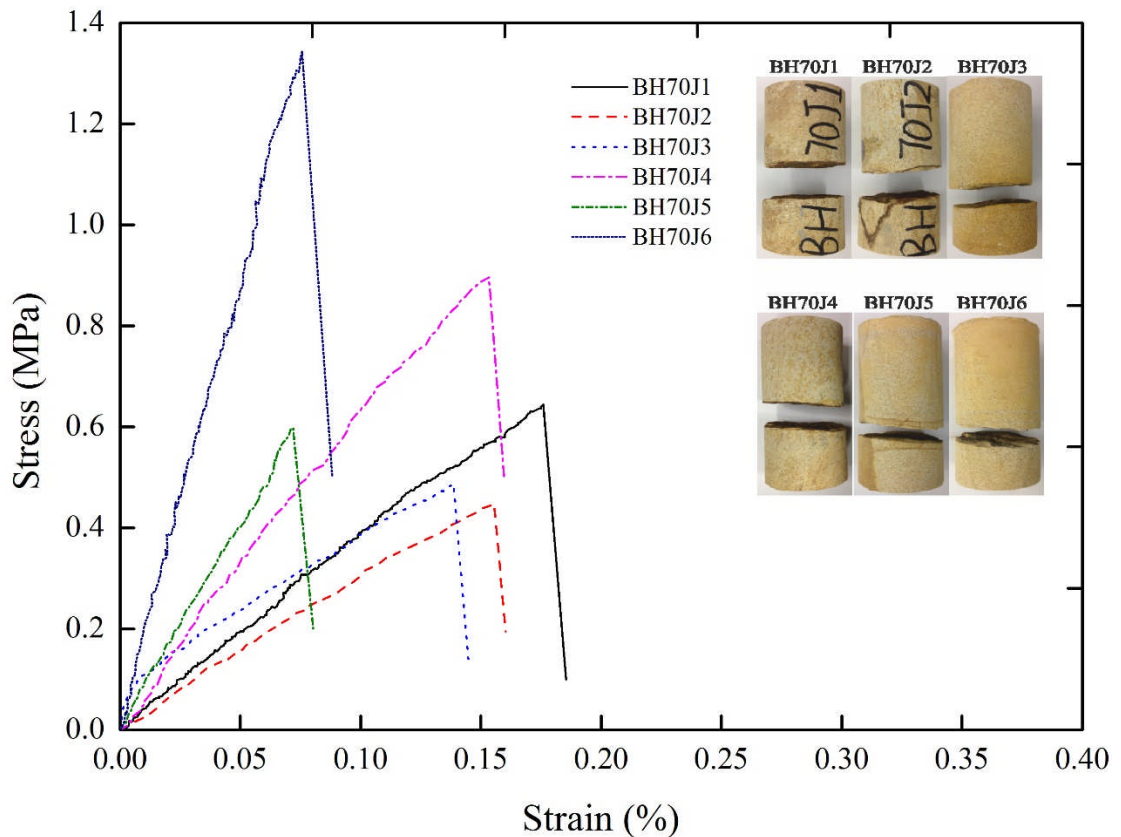 1.4
1.2
1.0
0.8
0.6
0.4
0.2
0.0
Stress (MPa)
0.00 0.05 0.10 0.15 0.20 0.25 0.30 0.35 0.40
Strain (%)
BH70J1
BH70J2
BH70J3
BH70J4
BH70J5
BH70J6
BH70J1 BH70J2 BH70J3
70J1
BH
70J2
BH
BH70J4 BH70J5 BH70J6